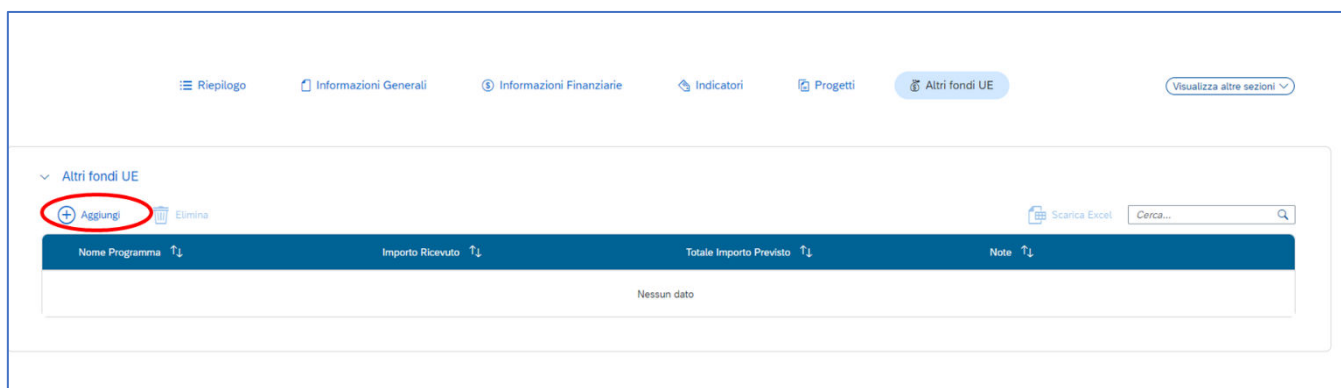 Riepilogo Informazioni Generali Informazioni Finanziarie Indicatori Progetti Altri fondi UE Visualizza altre sezioni
Altri fondi UE
Aggiungi Elimina Scarica Excel Cerca...
Nome Programma Importo Ricevuto Totale Importo Previsto Note
Nessun dato